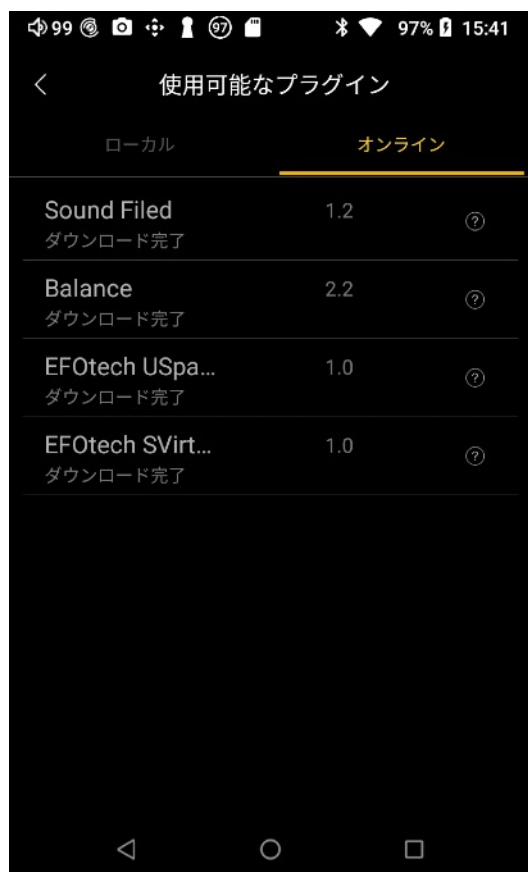 99 97 97% 15:41
使用可能なプラグイン
ローカル オンライン
Sound Filed 1.2
ダウンロード完了
Balance 2.2
ダウンロード完了
EFOtech USpa... 1.0
ダウンロード完了
EFOtech SVirt... 1.0
ダウンロード完了